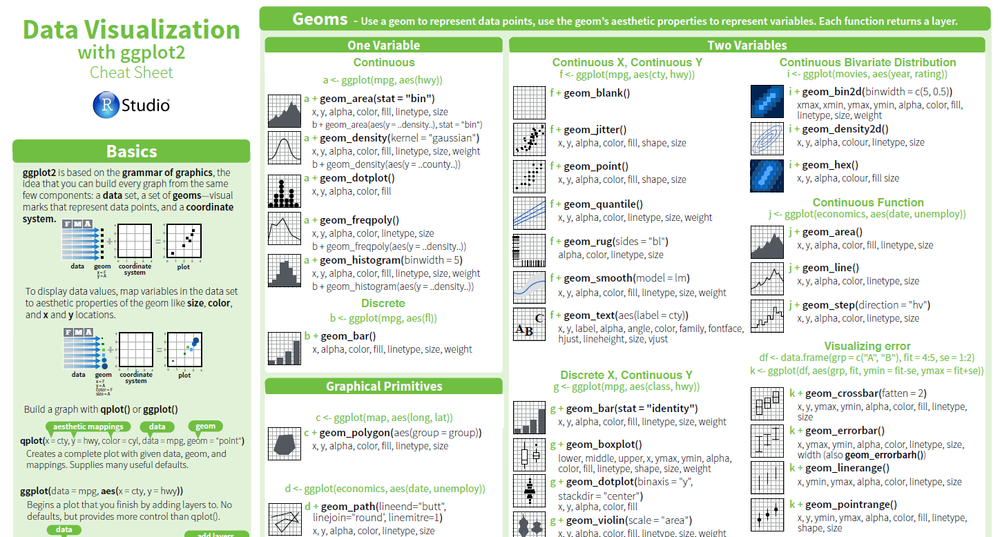 Data Visualization
with ggplot2
Cheat Sheet
R Studio®
Basics
ggplot2 is based on the grammar of graphics, the
idea that you can build every graph from the same
few components: a data set, a set of geoms—visual
marks that represent data points, and a coordinate
system.
F M A
data
geom
x = F
y = A
coordinate
system
plot
To display data values, map variables in the data set
to aesthetic properties of the geom like size, color,
and x and y locations.
F M A
data
geom
x = F
y = A
color = F
size = A
coordinate
system
plot
Build a graph with qplot() or ggplot()
aesthetic mappings data geom
qplot(x = cty, y = hwy, color = cyl, data = mpg, geom = "point")
Creates a complete plot with given data, geom, and
mappings. Supplies many useful defaults.
ggplot(data = mpg, aes(x = cty, y = hwy))
Begins a plot that you finish by adding layers to. No
defaults, but provides more control than qplot().
data
add layers
Geoms - Use a geom to represent data points, use the geom's aesthetic properties to represent variables. Each function returns a layer.
One Variable
Continuous
a <- ggplot(mpg, aes(hwy))
a + geom_area(stat = "bin")
x, y, alpha, color, fill, linetype, size
b + geom_area(aes(y = ..density..), stat = "bin")
a + geom_density(kernel = "gaussian")
x, y, alpha, color, fill, linetype, size, weight
b + geom_density(aes(y = ..county..))
a + geom_dotplot()
x, y, alpha, color, fill
a + geom_freqpoly()
x, y, alpha, color, linetype, size
b + geom_freqpoly(aes(y = ..density..))
a + geom_histogram(binwidth = 5)
x, y, alpha, color, fill, linetype, size, weight
b + geom_histogram(aes(y = ..density..))
Discrete
b <- ggplot(mpg, aes(fl))
b + geom_bar()
x, alpha, color, fill, linetype, size, weight
Graphical Primitives
c <- ggplot(map, aes(long, lat))
c + geom_polygon(aes(group = group))
x, y, alpha, color, fill, linetype, size
d <- ggplot(economics, aes(date, unemploy))
d + geom_path(lineend="butt",
linejoin="round', linemitre=1)
x, y, alpha, color, linetype, size
Two Variables
Continuous X, Continuous Y
f <- ggplot(mpg, aes(cty, hwy))
f + geom_blank()
f + geom_jitter()
x, y, alpha, color, fill, shape, size
f + geom_point()
x, y, alpha, color, fill, shape, size
f + geom_quantile()
x, y, alpha, color, linetype, size, weight
f + geom_rug(sides = "bl")
alpha, color, linetype, size
f + geom_smooth(model = lm)
x, y, alpha, color, fill, linetype, size, weight
A B C
f + geom_text(aes(label = cty))
x, y, label, alpha, angle, color, family, fontface,
hjust, lineheight, size, vjust
Discrete X, Continuous Y
g <- ggplot(mpg, aes(class, hwy))
g + geom_bar(stat = "identity")
x, y, alpha, color, fill, linetype, size, weight
g + geom_boxplot()
lower, middle, upper, x, ymax, ymin, alpha,
color, fill, linetype, shape, size, weight
g + geom_dotplot(binaxis = "y",
stackdir = "center")
x, y, alpha, color, fill
g + geom_violin(scale = "area")
x, y, alpha, color, fill, linetype, size, weight
Continuous Bivariate Distribution
i <- ggplot(movies, aes(year, rating))
i + geom_bin2d(binwidth = c(5, 0.5))
xmax, xmin, ymax, ymin, alpha, color, fill,
linetype, size, weight
i + geom_density2d()
x, y, alpha, colour, linetype, size
i + geom_hex()
x, y, alpha, colour, fill size
Continuous Function
j <- ggplot(economics, aes(date, unemploy))
j + geom_area()
x, y, alpha, color, fill, linetype, size
j + geom_line()
x, y, alpha, color, linetype, size
j + geom_step(direction = "hv")
x, y, alpha, color, linetype, size
Visualizing error
df <- data.frame(grp = c("A", "B"), fit = 4:5, se = 1:2)
k <- ggplot(df, aes(grp, fit, ymin = fit-se, ymax = fit+se))
k + geom_crossbar(fatten = 2)
x, y, ymax, ymin, alpha, color, fill, linetype,
size
k + geom_errorbar()
x, ymax, ymin, alpha, color, linetype, size,
width (also geom_errorbarh())
k + geom_linerange()
x, ymin, ymax, alpha, color, linetype, size
k + geom_pointrange()
x, y, ymin, ymax, alpha, color, fill, linetype,
shape, size